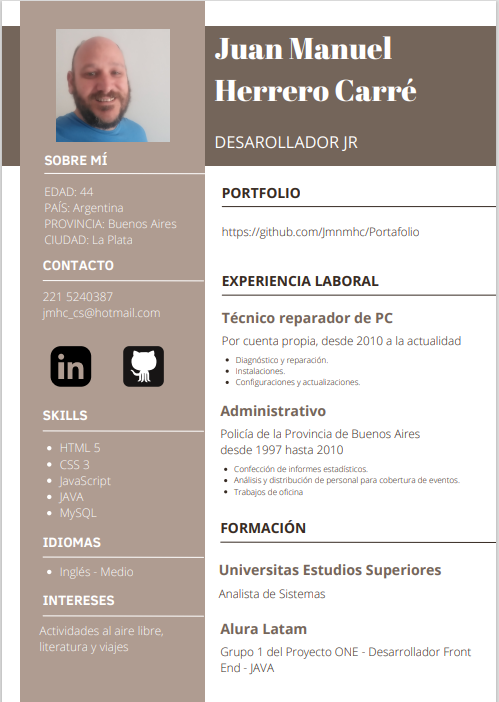 Juan Manuel
Herrero Carré
DESAROLLADOR JR
SOBRE MÍ
EDAD: 44
PAÍS: Argentina
PROVINCIA: Buenos Aires
CIUDAD: La Plata
CONTACTO
221 5240387
jmhc_cs@hotmail.com
in
SKILLS
HTML 5
CSS 3
JavaScript
JAVA
MySQL
IDIOMAS
Inglés - Medio
INTERESES
Actividades al aire libre,
literatura y viajes
PORTFOLIO
https://github.com/Jmnmhc/Portafolio
EXPERIENCIA LABORAL
Técnico reparador de PC
Por cuenta propia, desde 2010 a la actualidad
Diagnóstico y reparación.
Instalaciones.
Configuraciones y actualizaciones.
Administrativo
Policía de la Provincia de Buenos Aires
desde 1997 hasta 2010
Confección de informes estadísticos.
Análisis y distribución de personal para cobertura de eventos.
Trabajos de oficina
FORMACIÓN
Universitas Estudios Superiores
Analista de Sistemas
Alura Latam
Grupo 1 del Proyecto ONE - Desarrollador Front
End - JAVA